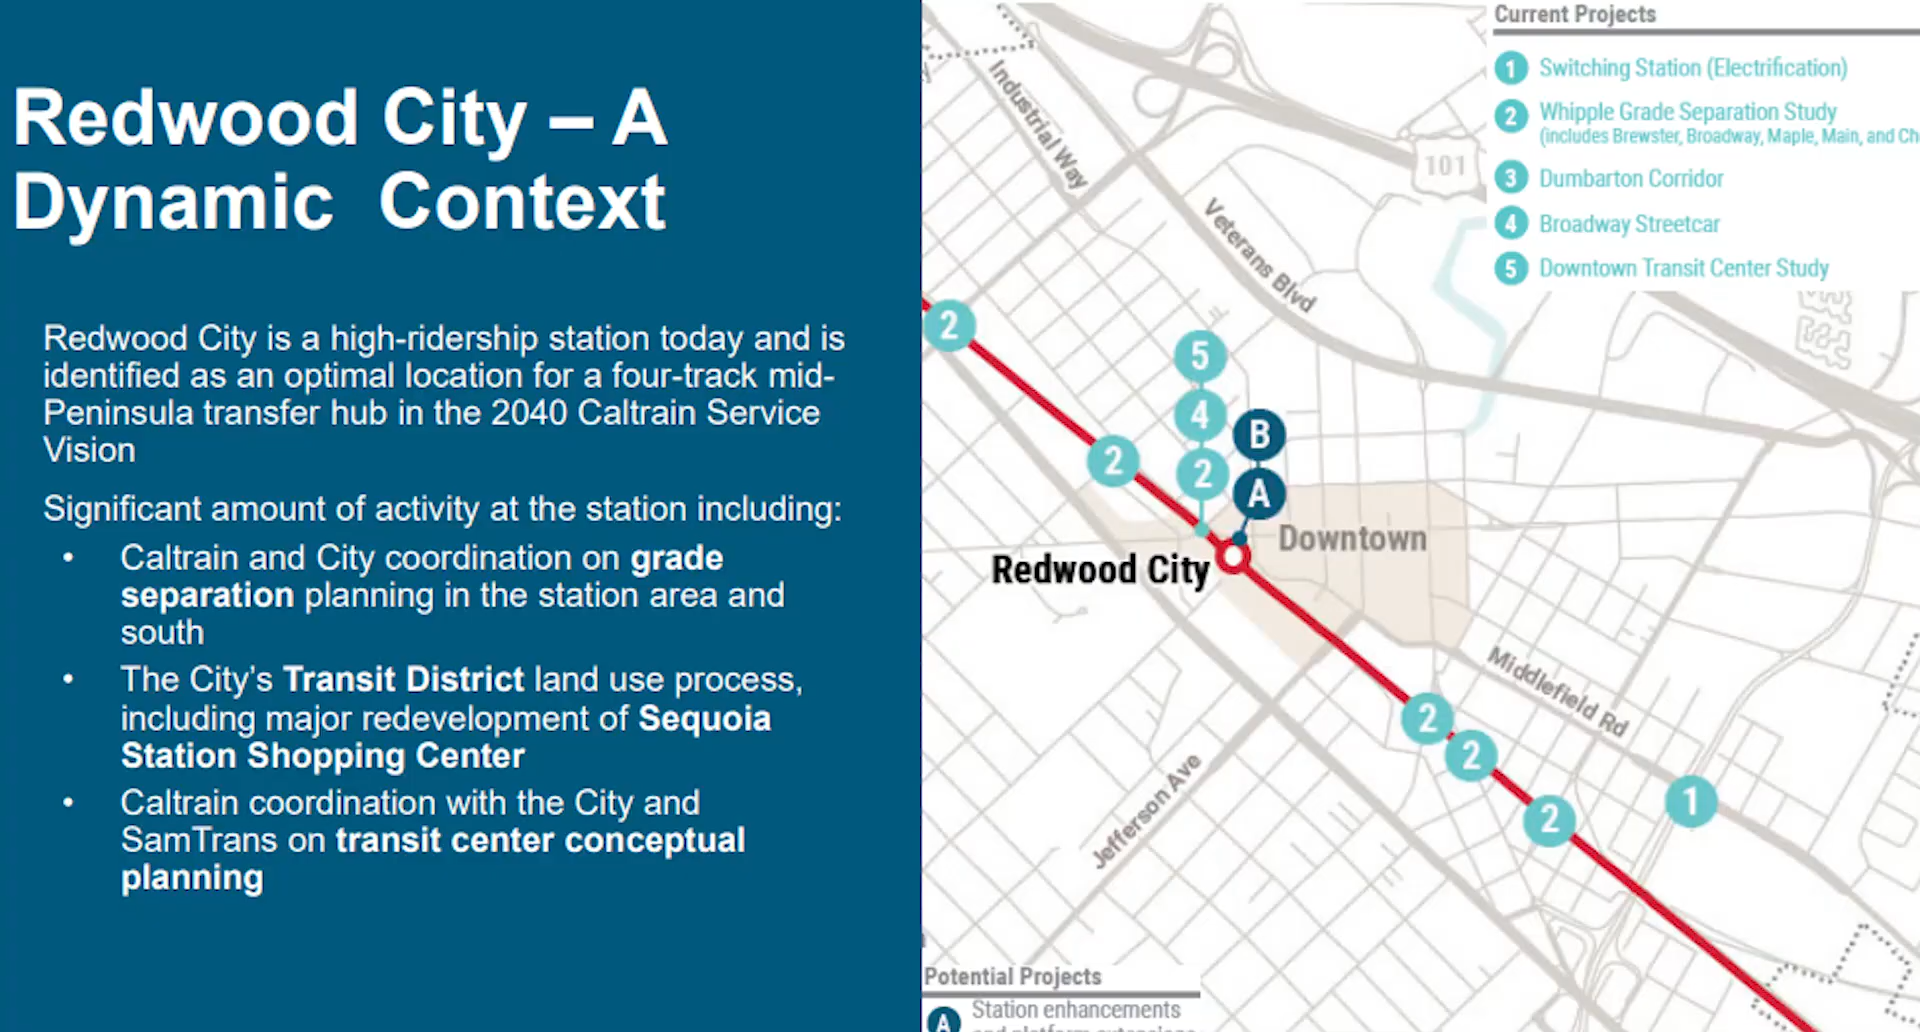 Redwood City – A
Dynamic Context
Redwood City is a high-ridership station today and is
identified as an optimal location for a four-track mid-
Peninsula transfer hub in the 2040 Caltrain Service
Vision
Significant amount of activity at the station including:
• Caltrain and City coordination on grade
separation planning in the station area and
south
• The City's Transit District land use process,
including major redevelopment of Sequoia
Station Shopping Center
• Caltrain coordination with the City and
SamTrans on transit center conceptual
planning
Current Projects
1 Switching Station (Electrification)
2 Whipple Grade Separation Study
(includes Brewster, Broadway, Maple, Main, and Ch
3 Dumbarton Corridor
4 Broadway Streetcar
5 Downtown Transit Center Study
Industrial Way
101
Veterans Blvd
2
5
4
B
2
2
A
Downtown
Redwood City
Middlefield Rd
2
2
Jefferson Ave
1
2
Potential Projects
A Station enhancements
and platform extensions